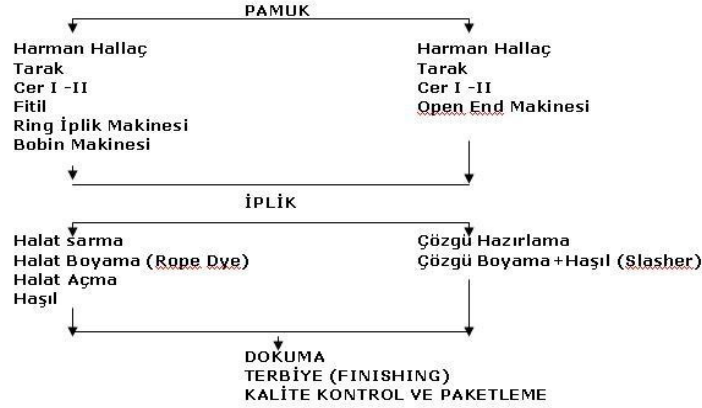 PAMUK
Harman Hallaç
Tarak
Cer I -II
Fitil
Ring İplik Makinesi
Bobin Makinesi
Harman Hallaç
Tarak
Cer I -II
Open End Makinesi
İPLİK
Halat sarma
Halat Boyama (Rope Dye)
Halat Açma
Haşıl
Çözgü Hazırlama
Çözgü Boyama+Haşıl (Slasher)
DOKUMA
TERBİYE (FINISHING)
KALİTE KONTROL VE PAKETLEME